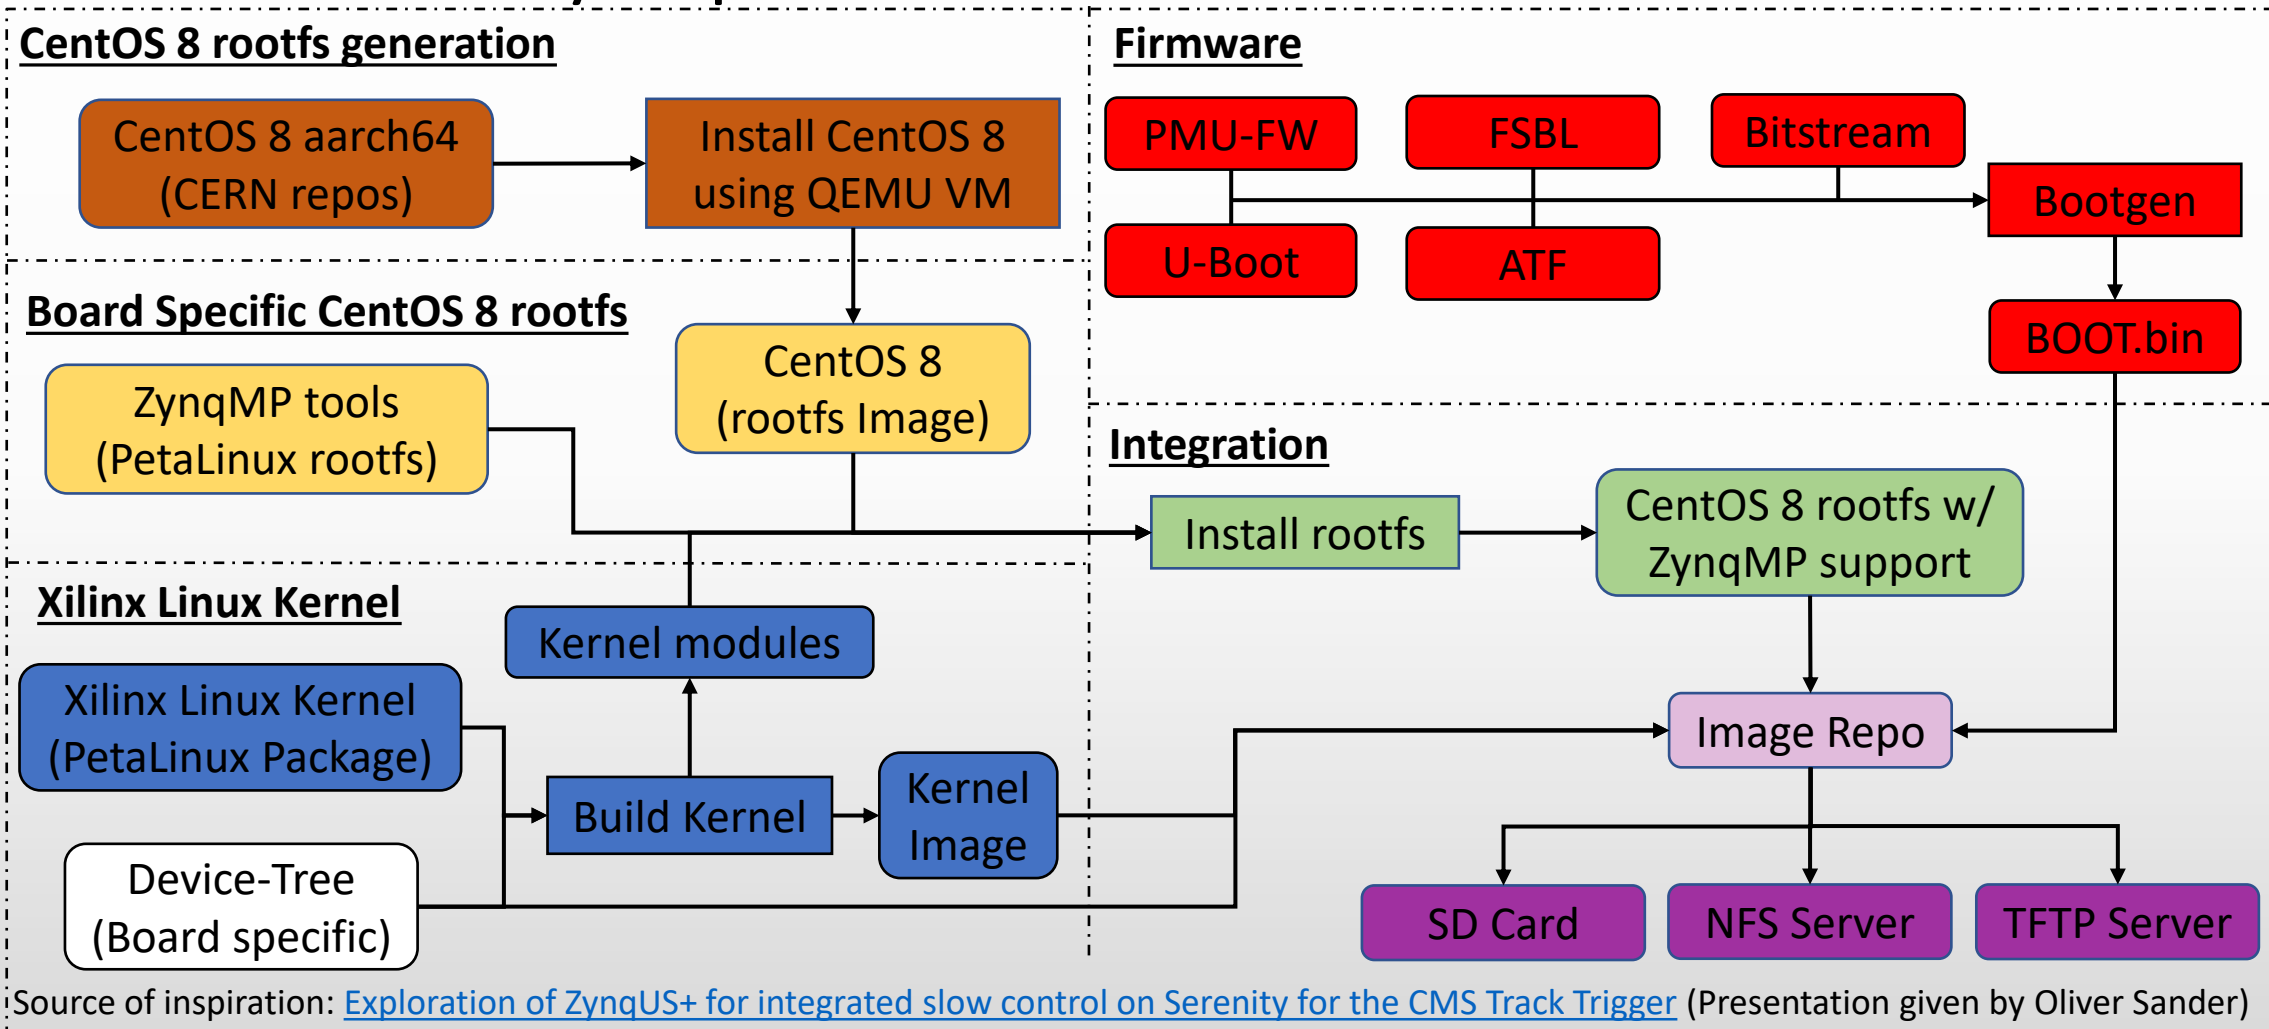 CentOS 8 rootfs generation
CentOS 8 aarch64
(CERN repos)
Install CentOS 8
using QEMU VM
Board Specific CentOS 8 rootfs
ZynqMP tools
(PetaLinux rootfs)
CentOS 8
(rootfs Image)
Xilinx Linux Kernel
Kernel modules
Xilinx Linux Kernel
(PetaLinux Package)
Build Kernel
Kernel
Image
Device-Tree
(Board specific)
Firmware
PMU-FW
FSBL
Bitstream
Bootgen
U-Boot
ATF
BOOT.bin
Integration
Install rootfs
CentOS 8 rootfs w/
ZynqMP support
Image Repo
SD Card
NFS Server
TFTP Server
Source of inspiration: Exploration of ZynqUS+ for integrated slow control on Serenity for the CMS Track Trigger (Presentation given by Oliver Sander)